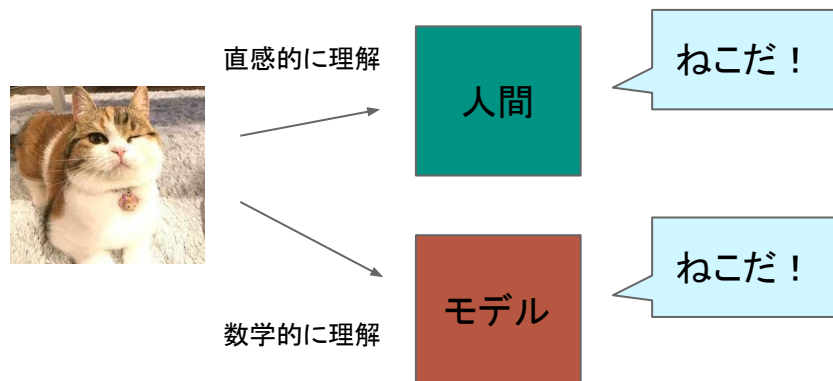 直感的に理解
人間
ねこだ！
数学的に理解
モデル
ねこだ！